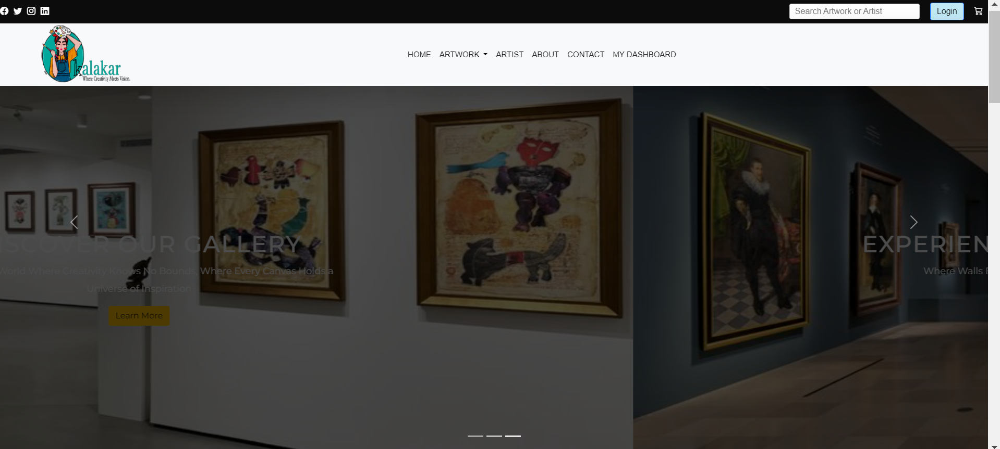 Search Artwork or Artist
Login
kalakar
Where Creativity Meets Vision.
HOME ARTWORK ARTIST ABOUT CONTACT MY DASHBOARD
ISCOVER OUR GALLERY
World Where Creativity Knows No Bounds, Where Every Canvas Holds a
Universe of Inspiration
Learn More
EXPERIEN
Where Walls